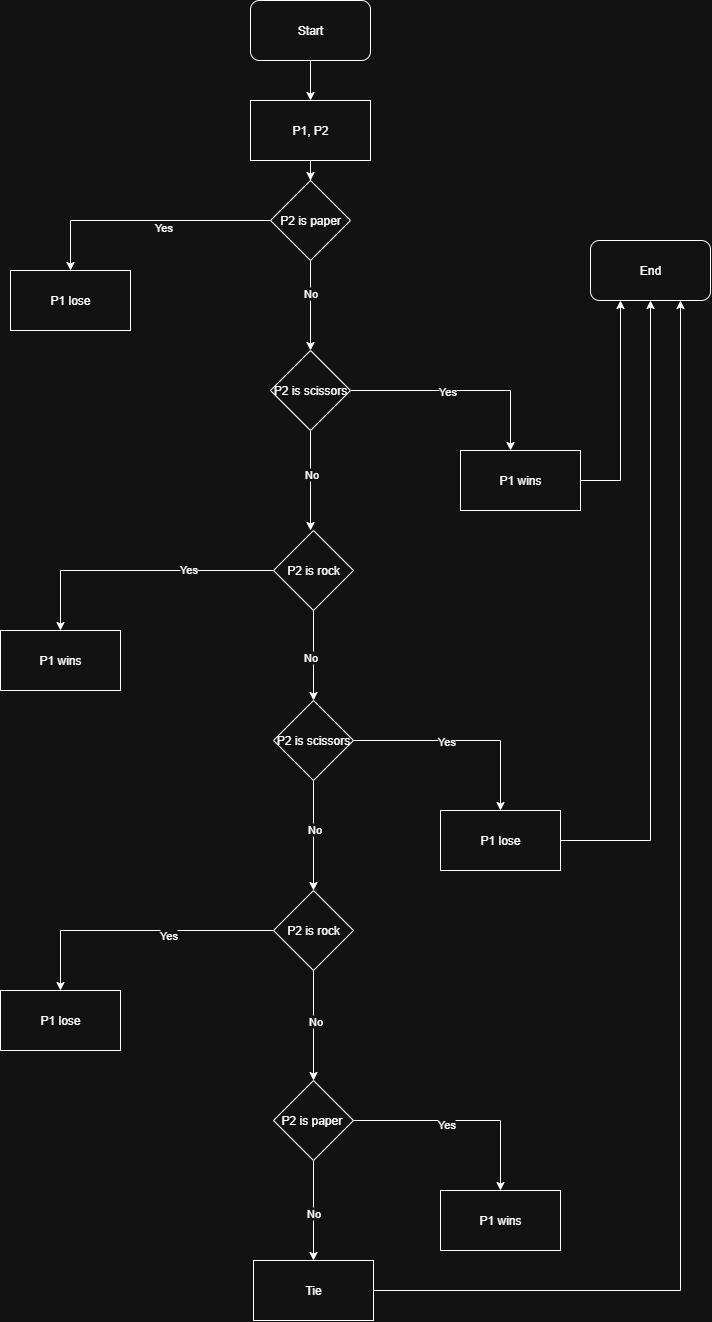 Start
P1, P2
P2 is paper
Yes
End
P1 lose
No
P2 is scissors
Yes
No
P1 wins
P2 is rock
Yes
No
P1 wins
P2 is scissors
Yes
No
P1 lose
P2 is rock
Yes
No
P1 lose
P2 is paper
Yes
No
P1 wins
Tie